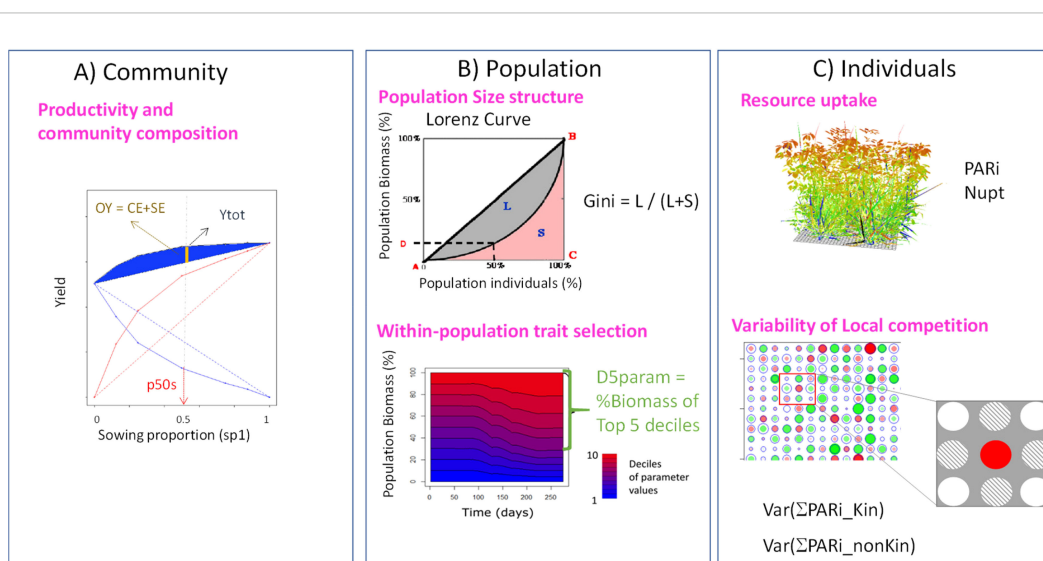 A) Community
Productivity and
community composition
OY = CE+SE
Ytot
Yield
p50s
0
0.5
1
Sowing proportion (sp1)
B) Population
Population Size structure
Lorenz Curve
Population Biomass (%)
100%
50%
D
A
B
C
L
S
0
50%
100%
Population individuals (%)
Gini = L / (L+S)
Within-population trait selection
Population Biomass (%)
100
80
60
40
20
0
0
50
100
150
200
250
Time (days)
D5param =
%Biomass of
Top 5 deciles
10
1
Deciles
of parameter
values
C) Individuals
Resource uptake
PARi
Nupt
Variability of Local competition
Var(ΣPARi_Kin)
Var(ΣPARi_nonKin)